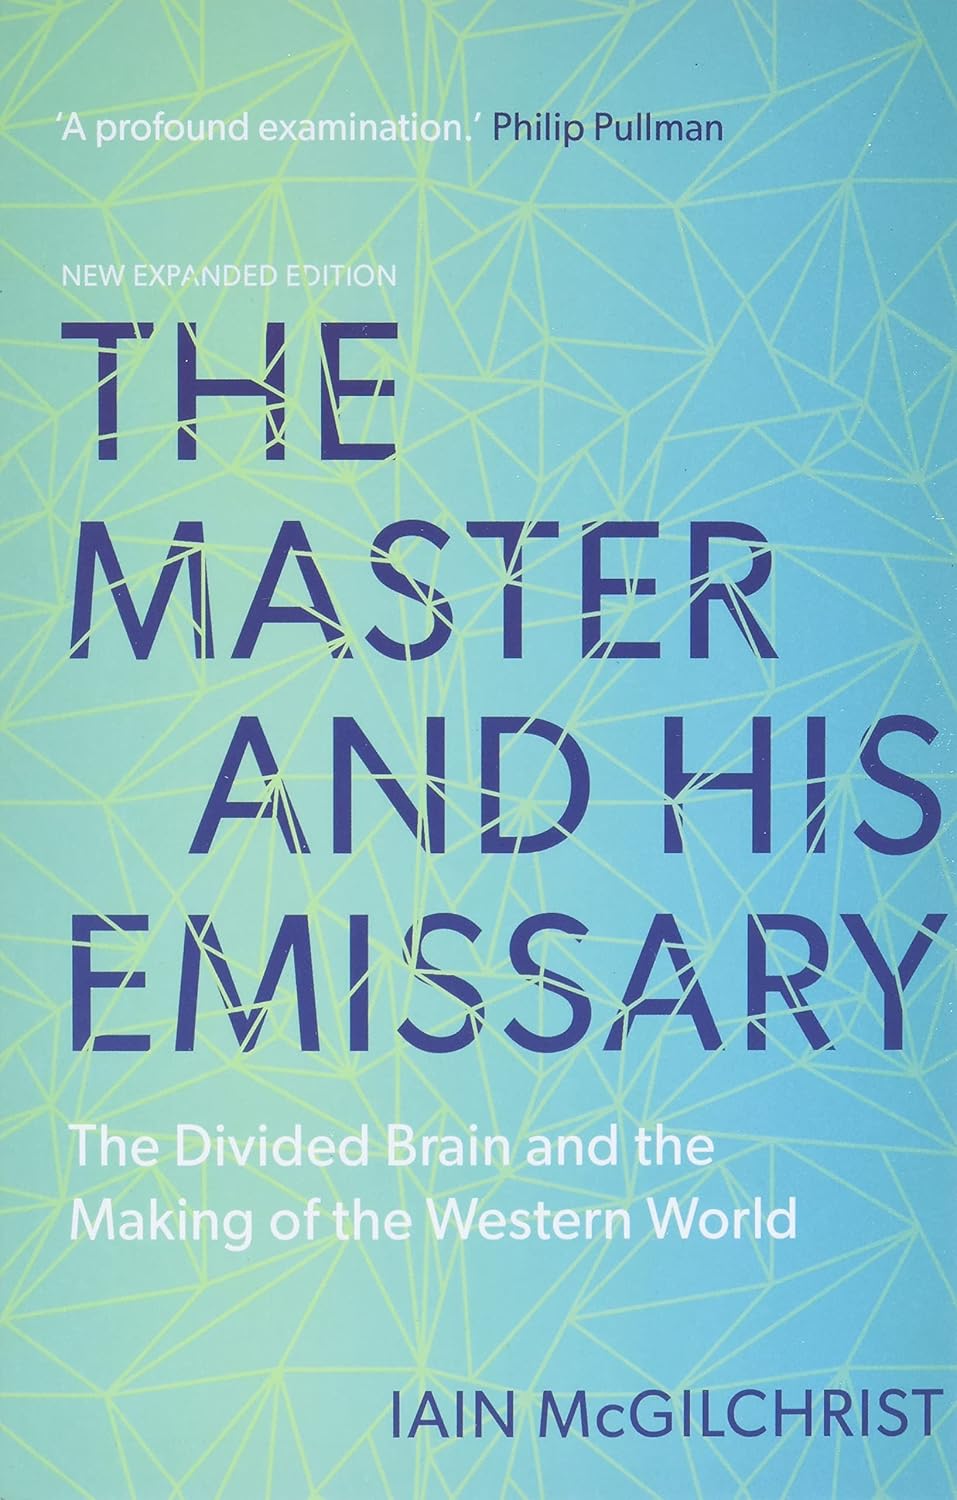 ‘A profound examination.’ Philip Pullman
NEW EXPANDED EDITION
THE
MASTER
AND HIS
EMISSARY
The Divided Brain and the
Making of the Western World
IAIN McGILCHRIST